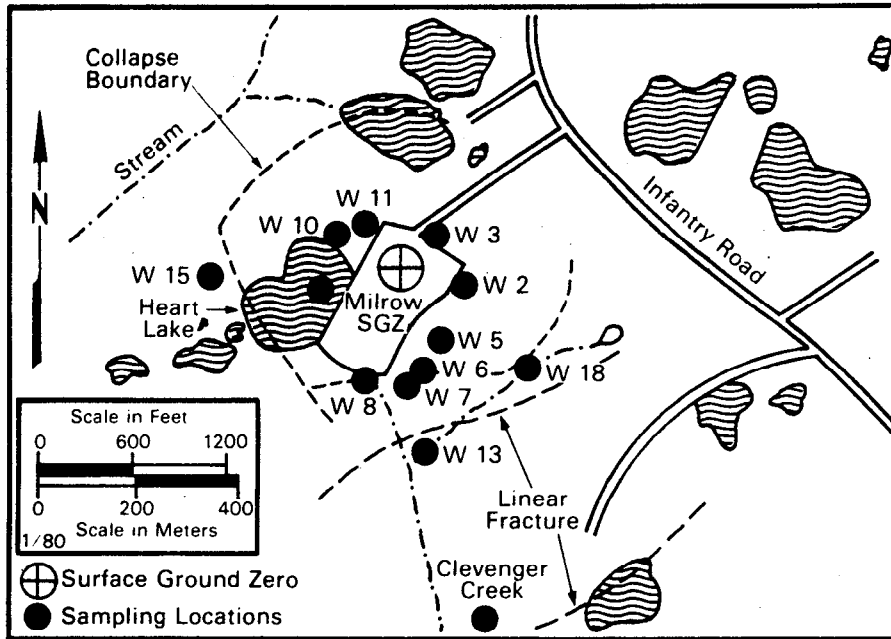 Collapse
Boundary
Stream
N
Infantry Road
W 11
W 10
W 3
W 15
W 2
Heart
Lake
Milrow
SGZ
W 5
W 6
W 18
W 8
W 7
W 13
Linear
Fracture
Clevenger
Creek
Scale in Feet
0 600 1200
0 200 400
Scale in Meters
1/80
Surface Ground Zero
Sampling Locations